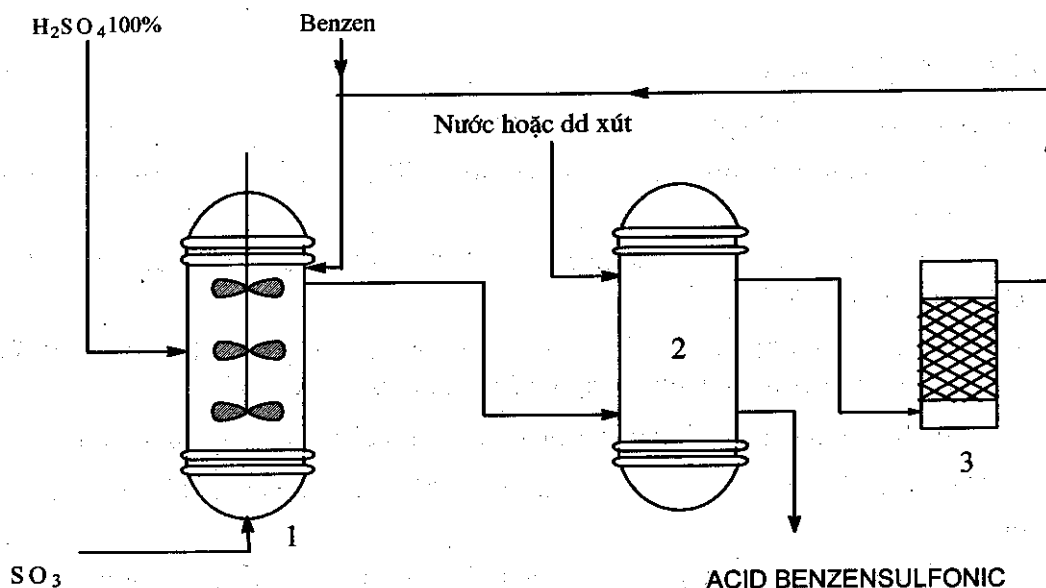 H₂SO₄100%
Benzen
Nước hoặc dd xút
2
3
1
SO₃
ACID BENZENSULFONIC